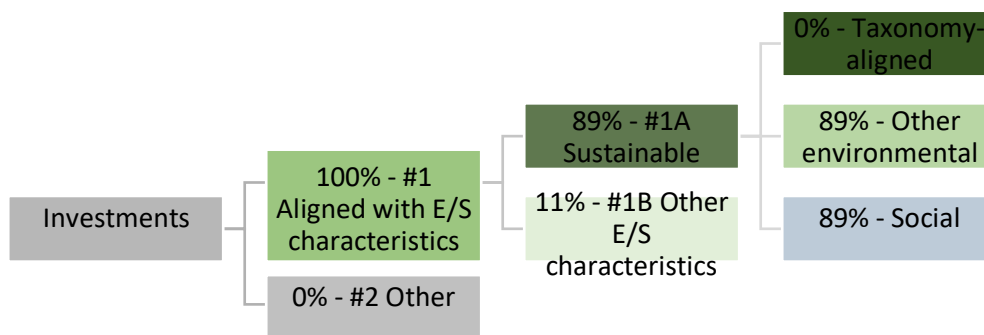 Investments
100% - #1
Aligned with E/S
characteristics
0% - #2 Other
89% - #1A
Sustainable
11% - #1B Other
E/S
characteristics
0% - Taxonomy-
aligned
89% - Other
environmental
89% - Social